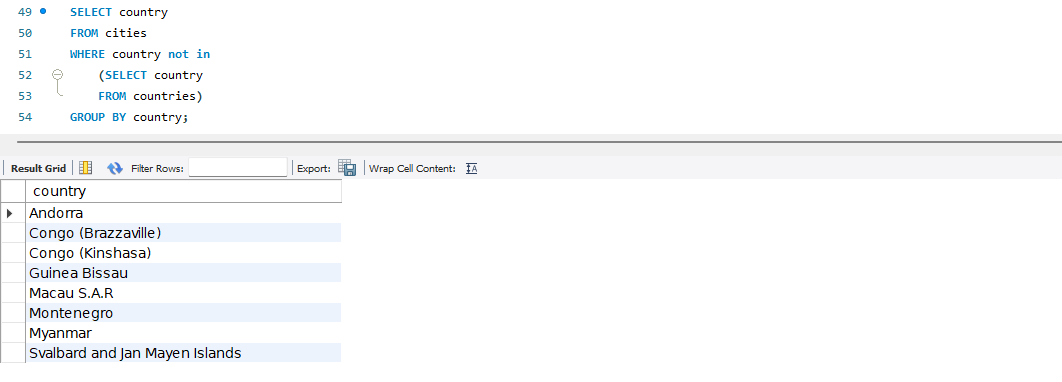 49 SELECT country
50 FROM cities
51 WHERE country not in
52 (SELECT country
53 FROM countries)
54 GROUP BY country;
Result Grid Filter Rows: Export: Wrap Cell Content: IA
country
Andorra
Congo (Brazzaville)
Congo (Kinshasa)
Guinea Bissau
Macau S.A.R
Montenegro
Myanmar
Svalbard and Jan Mayen Islands